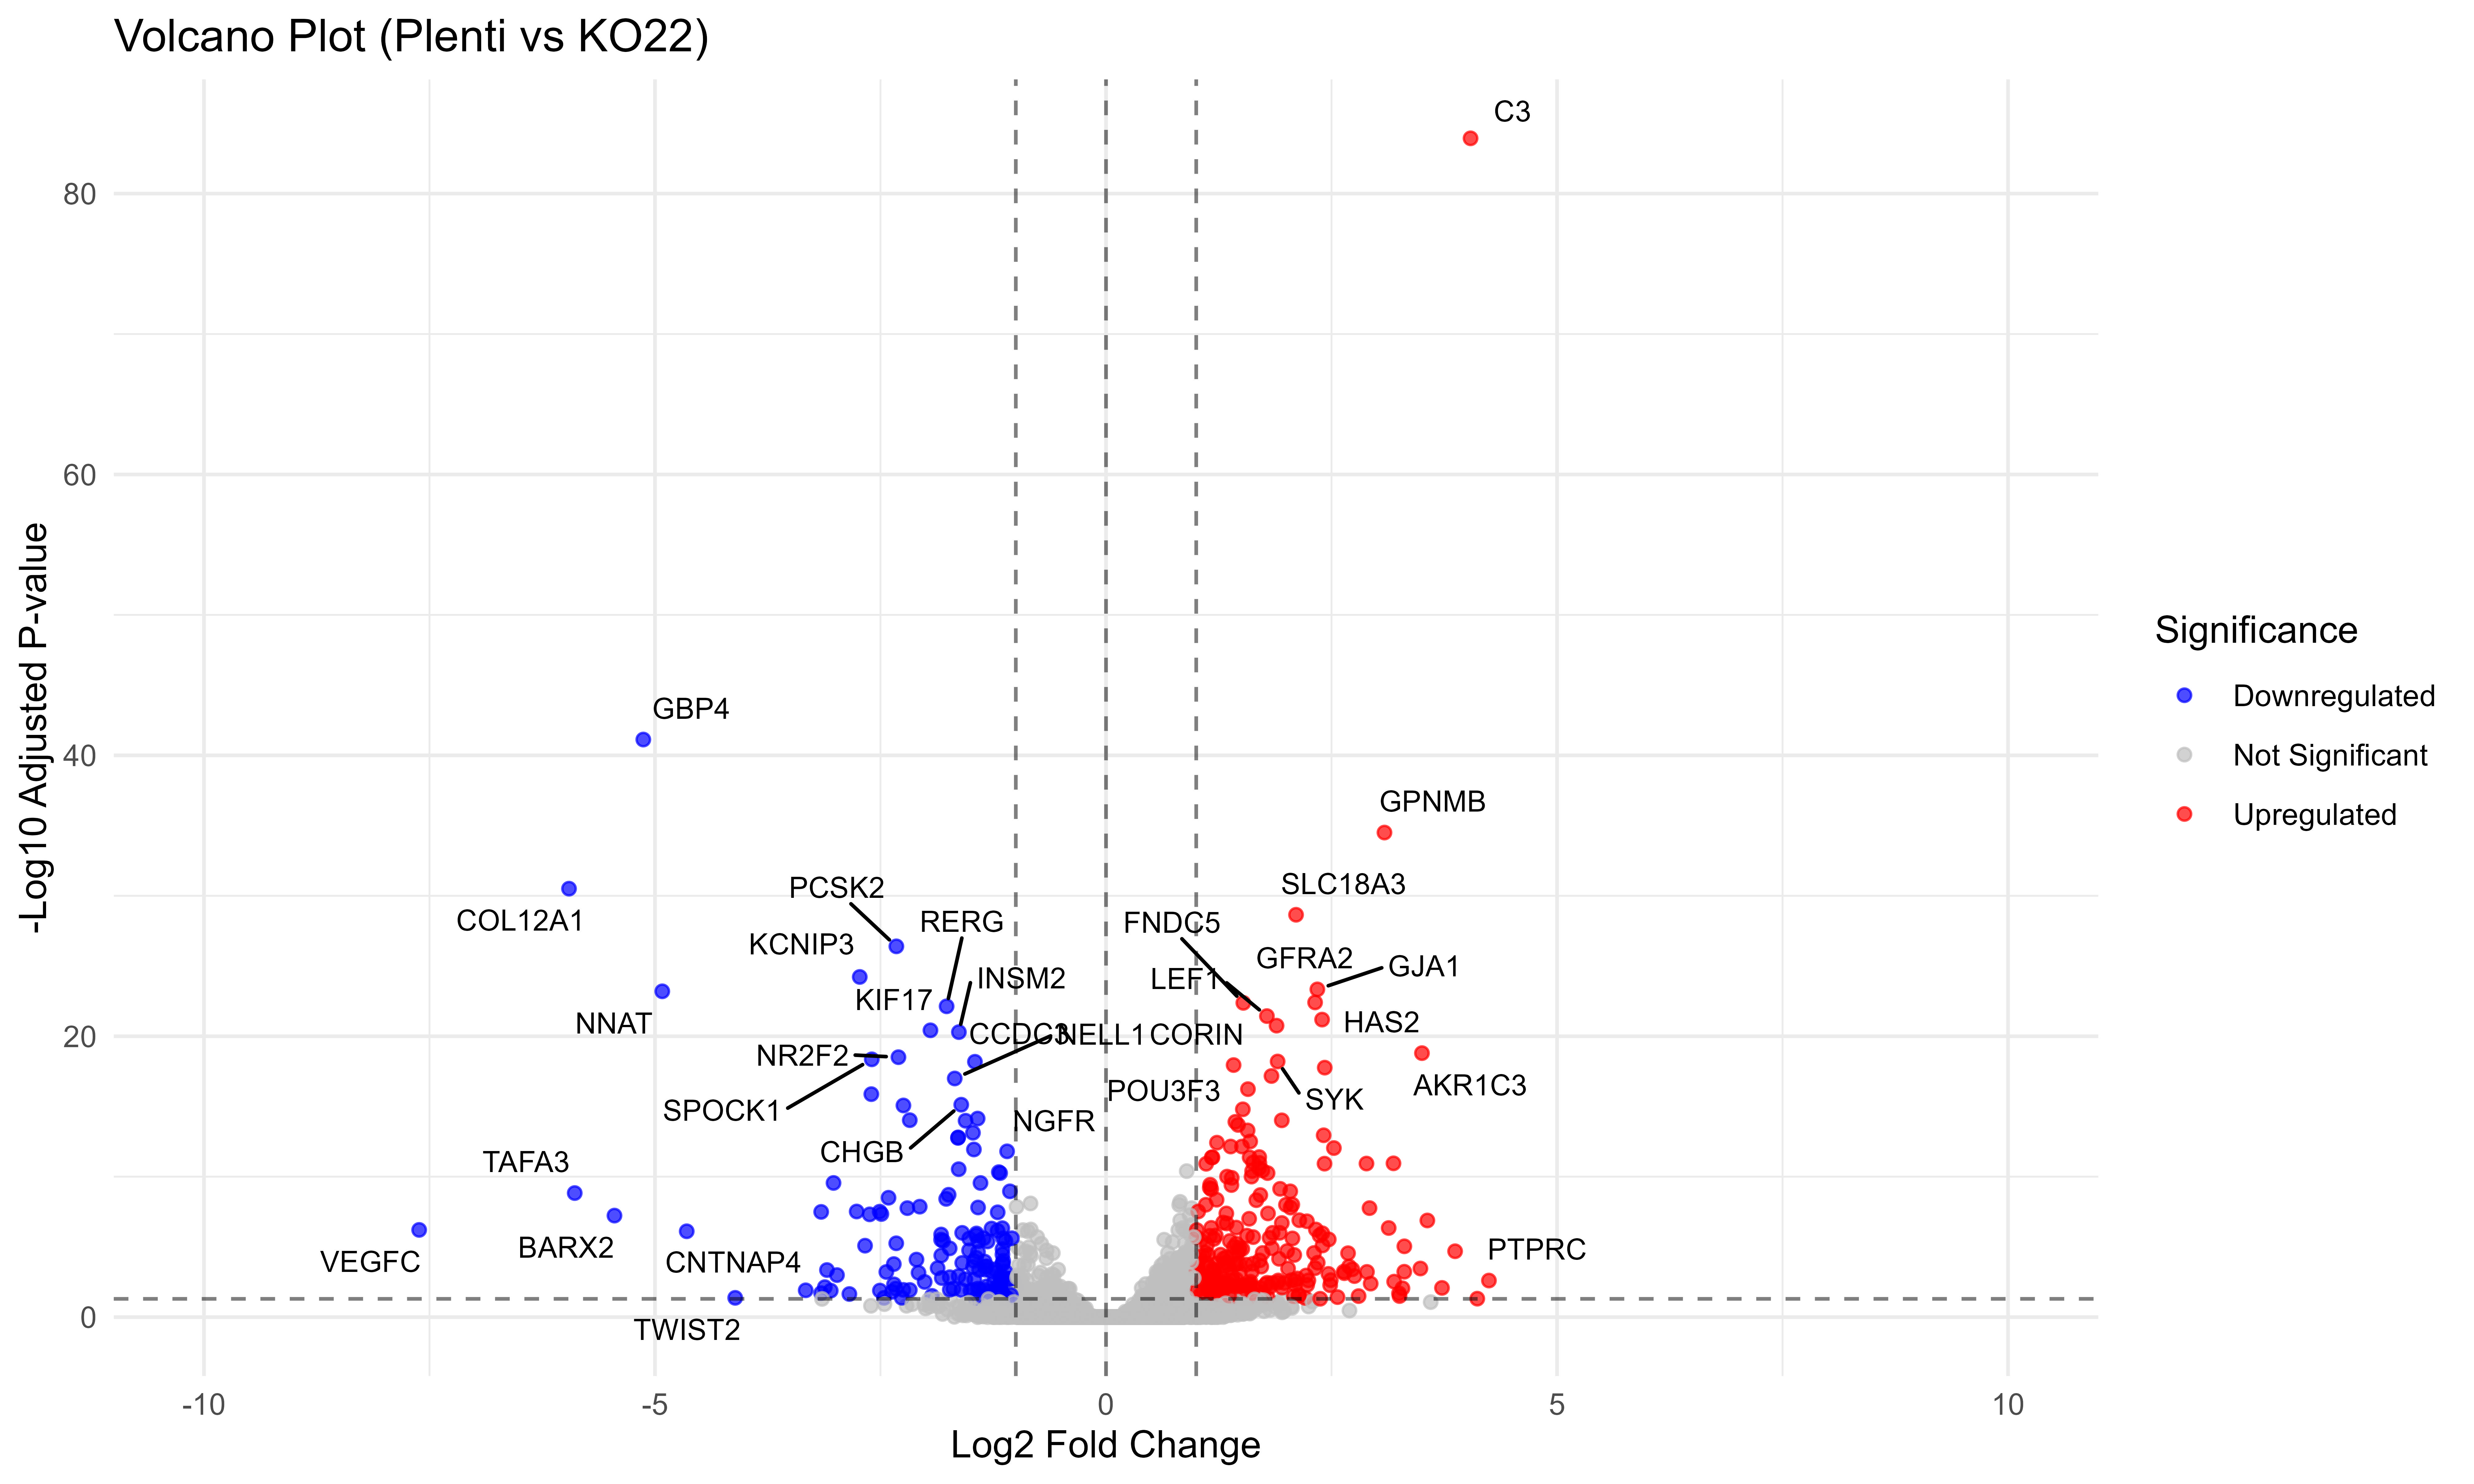 Volcano Plot (Plenti vs KO22)
C3
80
60
-Log10 Adjusted P-value
Significance
Downregulated
Not Significant
Upregulated
GBP4
40
GPNMB
PCSK2
SLC18A3
COL12A1
RERG
FNDC5
KCNIP3
GFRA2
GJA1
INSM2
LEF1
KIF17
NNAT
HAS2
20
CCDC3
NELL1
CORIN
NR2F2
SPOCK1
POU3F3
SYK
AKR1C3
NGFR
CHGB
TAFA3
VEGFC
BARX2
CNTNAP4
PTPRC
0
TWIST2
-10
-5
0
5
10
Log2 Fold Change